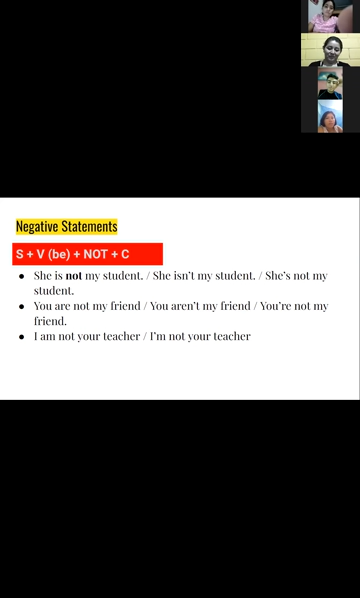 Negative Statements
S + V (be) + NOT + C
● She is not my student. / She isn't my student. / She's not my
student.
● You are not my friend / You aren't my friend / You're not my
friend.
● I am not your teacher / I'm not your teacher